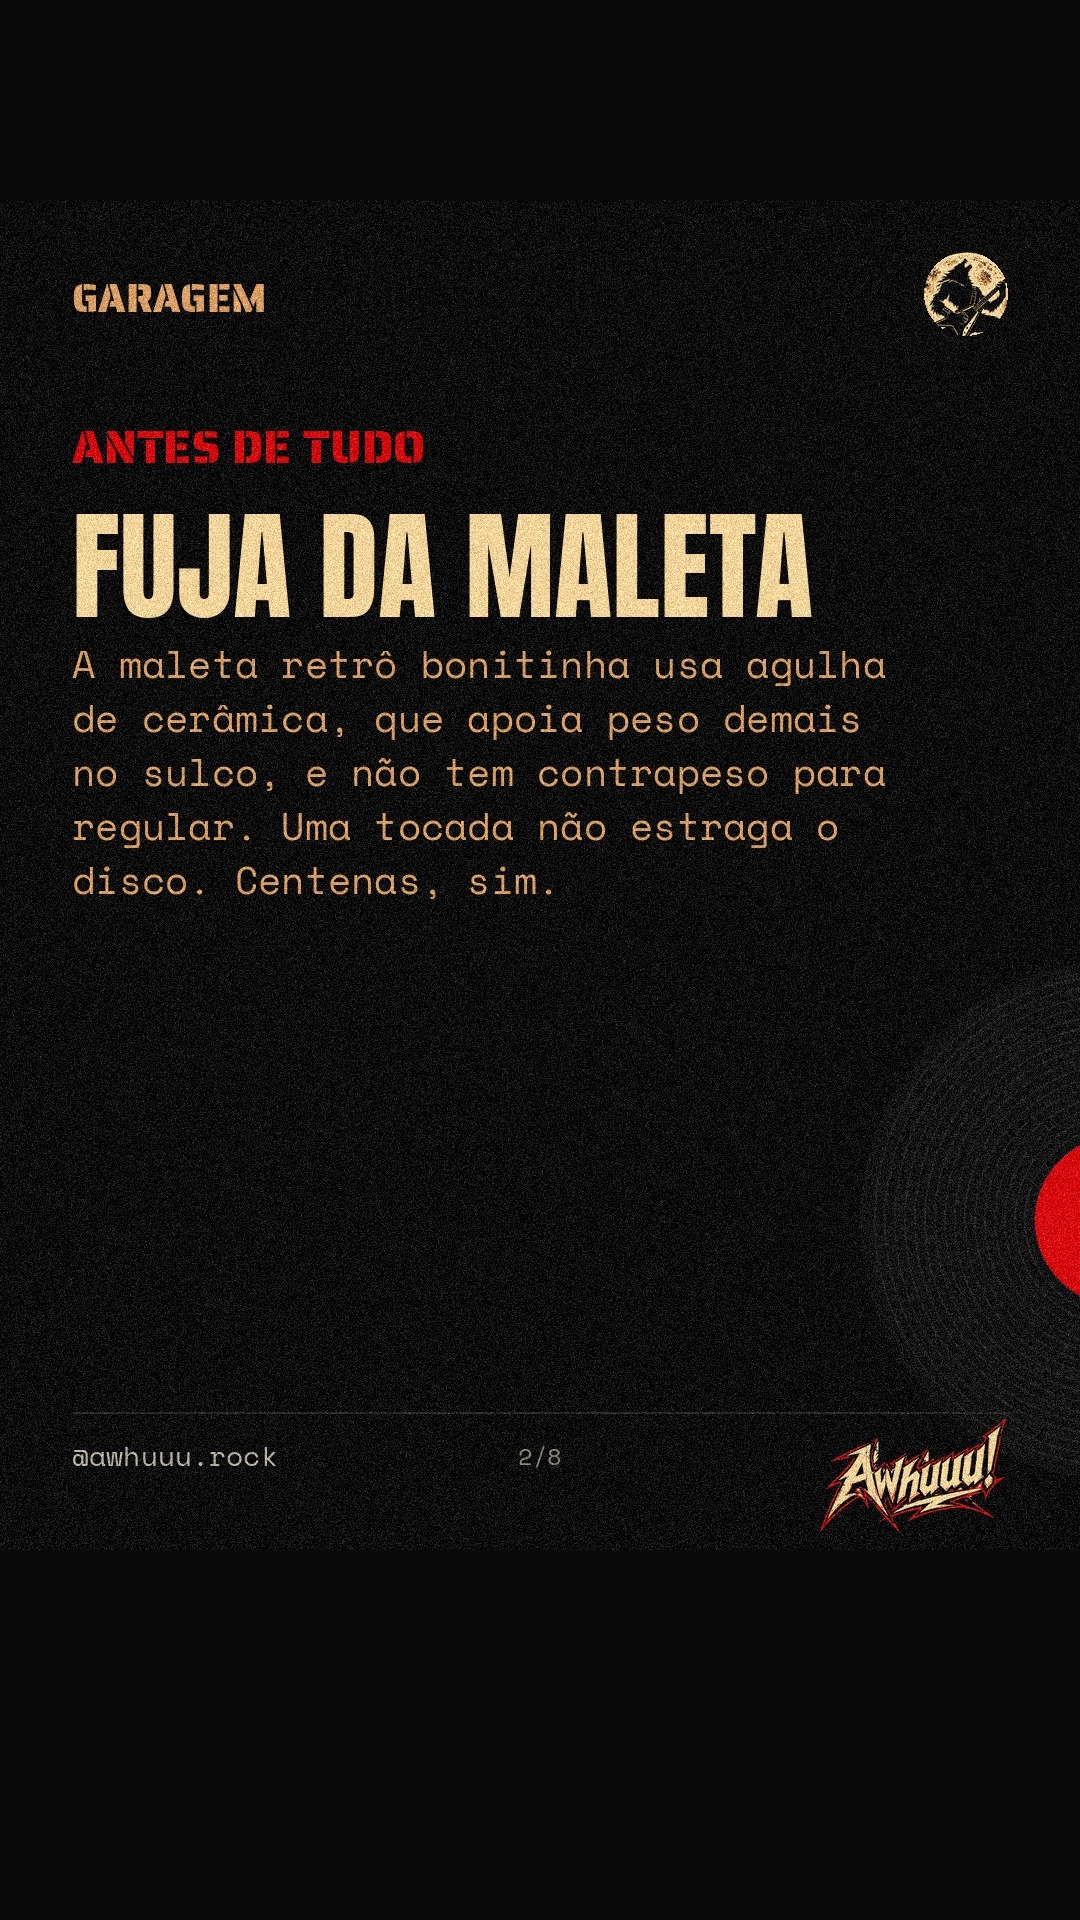 GARAGEM
ANTES DE TUDO
FUJA DA MALETA
A maleta retrô bonitinha usa agulha
de cerâmica, que apoia peso demais
no sulco, e não tem contrapeso para
regular. Uma tocada não estraga o
disco. Centenas, sim.
@awhuuu.rock
2/8
Awhuuu!